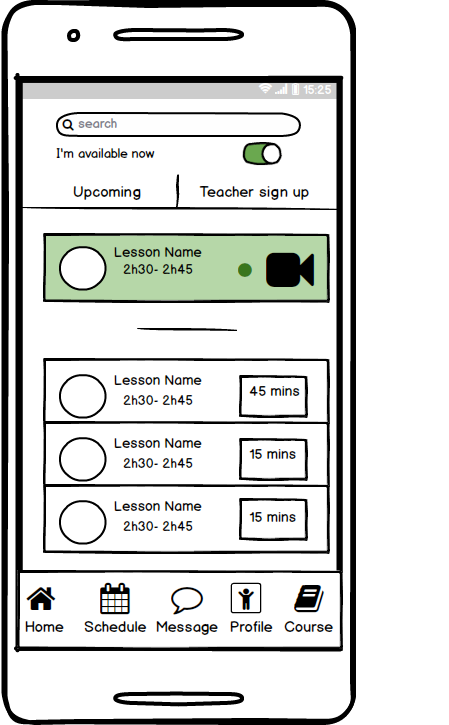 15:25
search
I'm available now
Upcoming Teacher sign up
Lesson Name
2h30- 2h45
Lesson Name
2h30- 2h45
45 mins
Lesson Name
2h30- 2h45
15 mins
Lesson Name
2h30- 2h45
15 mins
Home Schedule Message Profile Course